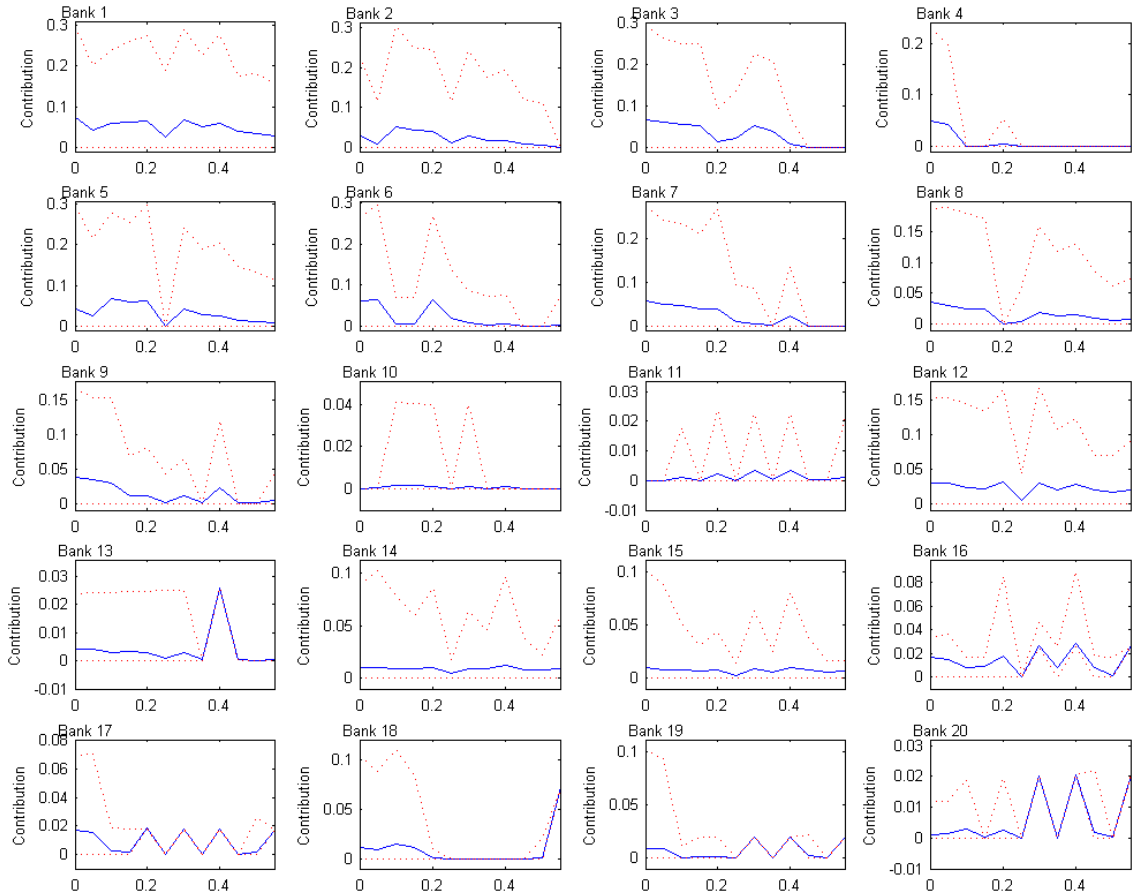 Bank 1 Bank 2 Bank 3 Bank 4
0.3 0.3 0.3
0.2 0.2 0.2 0.2
0.1 0.1 0.1 0.1
0 0 0 0
Contribution Contribution Contribution Contribution
0 0.2 0.4 0 0.2 0.4 0 0.2 0.4 0 0.2 0.4
Bank 5 Bank 6 Bank 7 Bank 8
0.3 0.3
0.2 0.2 0.2 0.15
0.1 0.1 0.1 0.1
0.05
0 0 0 0
Contribution Contribution Contribution Contribution
0 0.2 0.4 0 0.2 0.4 0 0.2 0.4 0 0.2 0.4
Bank 9 Bank 10 Bank 11 Bank 12
0.15 0.04 0.03 0.15
0.1 0.02 0.02 0.1
0.05 0 0.01 0.05
0 0 0
-0.01
Contribution Contribution Contribution Contribution
0 0.2 0.4 0 0.2 0.4 0 0.2 0.4 0 0.2 0.4
Bank 13 Bank 14 Bank 15 Bank 16
0.03 0.1 0.1 0.08
0.02 0.06
0.01 0.05 0.05 0.04
0 0.02
-0.01 0 0 0
Contribution Contribution Contribution Contribution
0 0.2 0.4 0 0.2 0.4 0 0.2 0.4 0 0.2 0.4
Bank 17 Bank 18 Bank 19 Bank 20
0.08 0.1 0.1 0.03
0.06 0.02
0.04 0.05 0.05 0.01
0.02 0
0 0 0 -0.01
Contribution Contribution Contribution Contribution
0 0.2 0.4 0 0.2 0.4 0 0.2 0.4 0 0.2 0.4